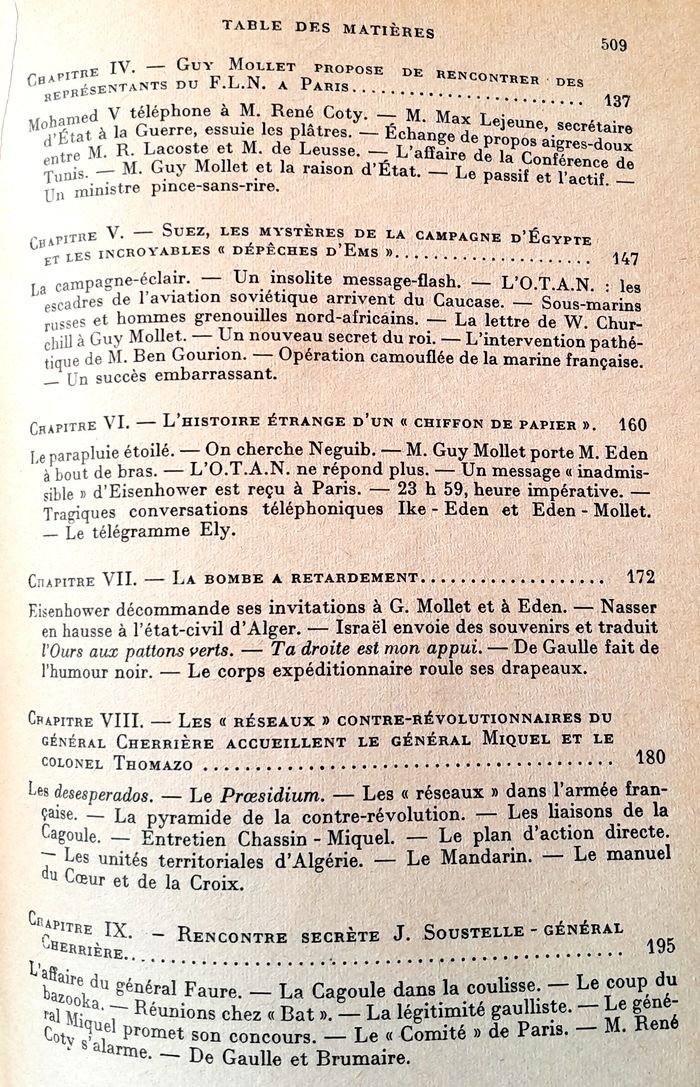 TABLE DES MATIÈRES
509
CHAPITRE IV. — GUY MOLLET PROPOSE DE RENCONTRER DES
REPRÉSENTANTS DU F.L.N. A PARIS........................... 137
Mohamed V téléphone à M. René Coty. — M. Max Lejeune, secrétaire
d'État à la Guerre, essuie les plâtres. — Échange de propos aigres-doux
entre M. R. Lacoste et M. de Leusse. — L'affaire de la Conférence de
Tunis. — M. Guy Mollet et la raison d'État. — Le passif et l'actif. —
Un ministre pince-sans-rire.
CHAPITRE V. — SUEZ, LES MYSTÈRES DE LA CAMPAGNE D'ÉGYPTE
ET LES INCROYABLES « DÉPÊCHES D'EMS »..................... 147
La campagne-éclair. — Un insolite message-flash. — L'O.T.A.N. : les
escadres de l'aviation soviétique arrivent du Caucase. — Sous-marins
russes et hommes grenouilles nord-africains. — La lettre de W. Chur-
chill à Guy Mollet. — Un nouveau secret du roi. — L'intervention pathé-
tique de M. Ben Gourion. — Opération camouflée de la marine française.
— Un succès embarrassant.
CHAPITRE VI. — L'HISTOIRE ÉTRANGE D'UN « CHIFFON DE PAPIER ». 160
Le parapluie étoilé. — On cherche Neguib. — M. Guy Mollet porte M. Eden
à bout de bras. — L'O.T.A.N. ne répond plus. — Un message « inadmis-
sible » d'Eisenhower est reçu à Paris. — 23 h 59, heure impérative. —
Tragiques conversations téléphoniques Ike - Eden et Eden - Mollet.
— Le télégramme Ely.
CHAPITRE VII. — LA BOMBE A RETARDEMENT................... 172
Eisenhower décommande ses invitations à G. Mollet et à Eden. — Nasser
en hausse à l'état-civil d'Alger. — Israël envoie des souvenirs et traduit
l'Ours aux pattons verts. — Ta droite est mon appui. — De Gaulle fait de
l'humour noir. — Le corps expéditionnaire roule ses drapeaux.
CHAPITRE VIII. — LES « RÉSEAUX » CONTRE-RÉVOLUTIONNAIRES DU
GÉNÉRAL CHERRIÈRE ACCUEILLENT LE GÉNÉRAL MIQUEL ET LE
COLONEL THOMAZO ........................................ 180
Les desesperados. — Le Præsidium. — Les « réseaux » dans l'armée fran-
çaise. — La pyramide de la contre-révolution. — Les liaisons de la
Cagoule. — Entretien Chassin - Miquel. — Le plan d'action directe.
— Les unités territoriales d'Algérie. — Le Mandarin. — Le manuel
du Cœur et de la Croix.
CHAPITRE IX. — RENCONTRE SECRÈTE J. SOUSTELLE - GÉNÉRAL
CHERRIÈRE................................................ 195
L'affaire du général Faure. — La Cagoule dans la coulisse. — Le coup du
bazooka. — Réunions chez « Bat ». — La légitimité gaulliste. — Le géné-
ral Miquel promet son concours. — Le « Comité » de Paris. — M. René
Coty s'alarme. — De Gaulle et Brumaire.